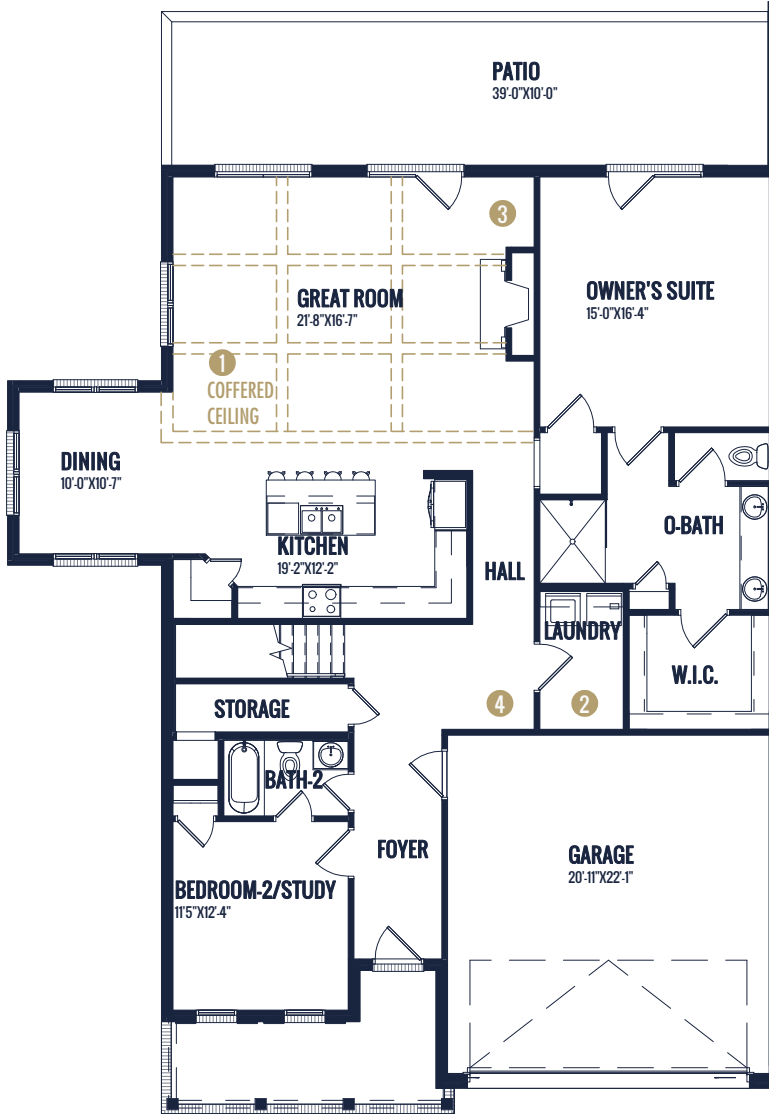 PATIO
39'-0"X10'-0"
3
GREAT ROOM
21'-8"X16'-7"
OWNER'S SUITE
15'-0"X16'-4"
1
COFFERED
CEILING
DINING
10'-0"X10'-7"
O-BATH
KITCHEN
19'-2"X12'-2"
HALL
LAUNDRY
W.I.C.
STORAGE
4
2
BATH-2
FOYER
GARAGE
20'-11"X22'-1"
BEDROOM-2/STUDY
11'5"X12'-4"